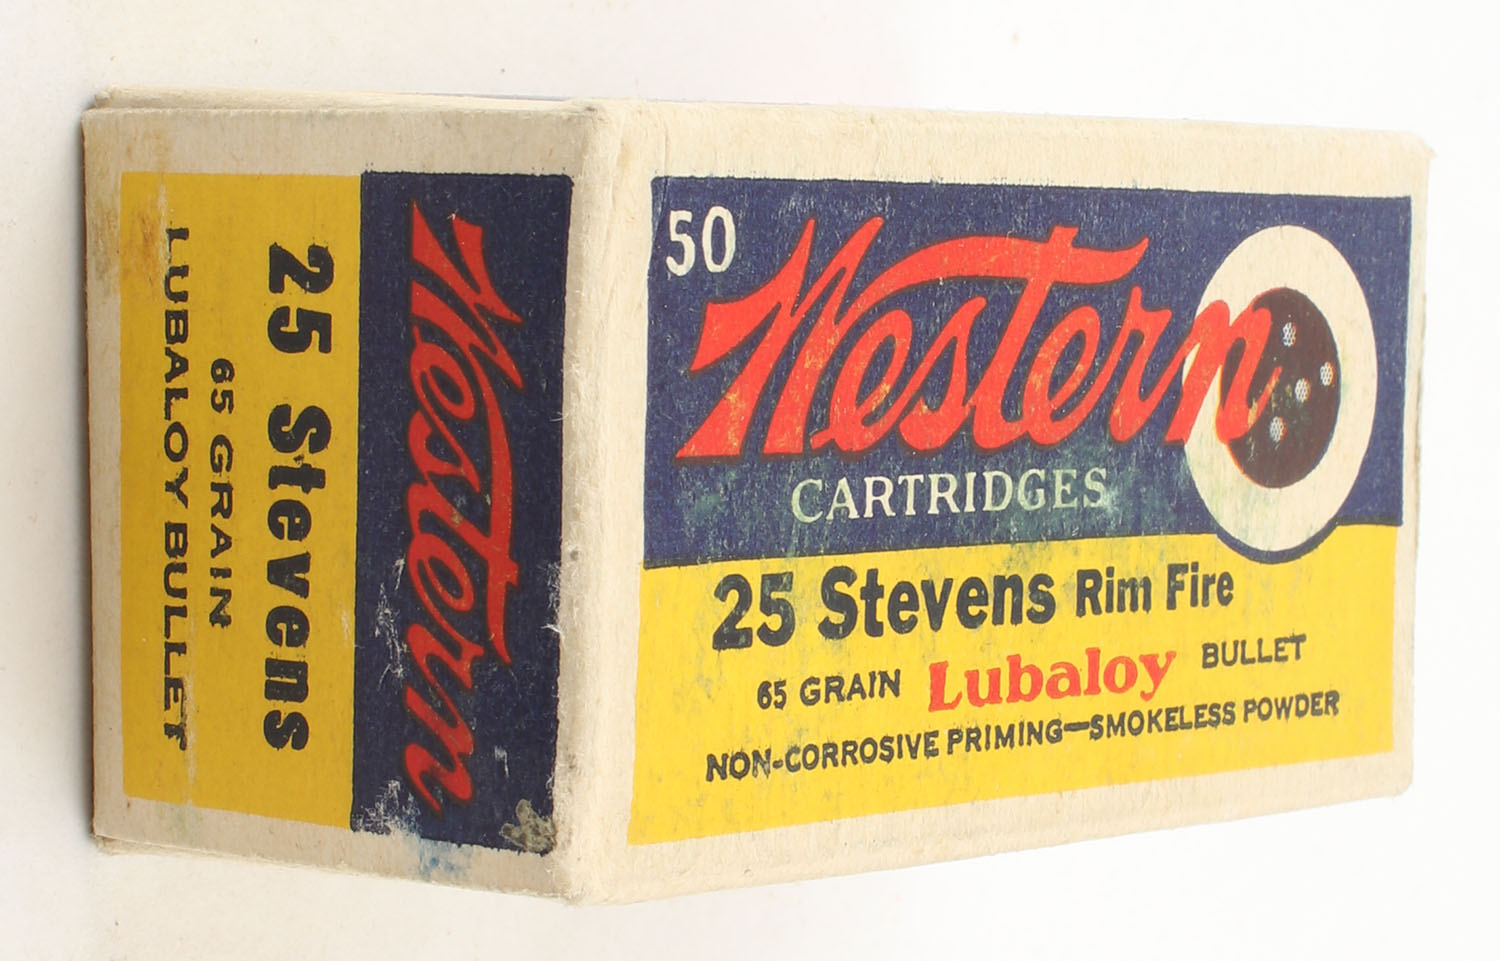 50
Western
CARTRIDGES
25 Stevens Rim Fire
65 GRAIN Lubaloy BULLET
NON-CORROSIVE PRIMING—SMOKELESS POWDER
Western
25 Stevens
65 GRAIN
LUBALOY BULLET